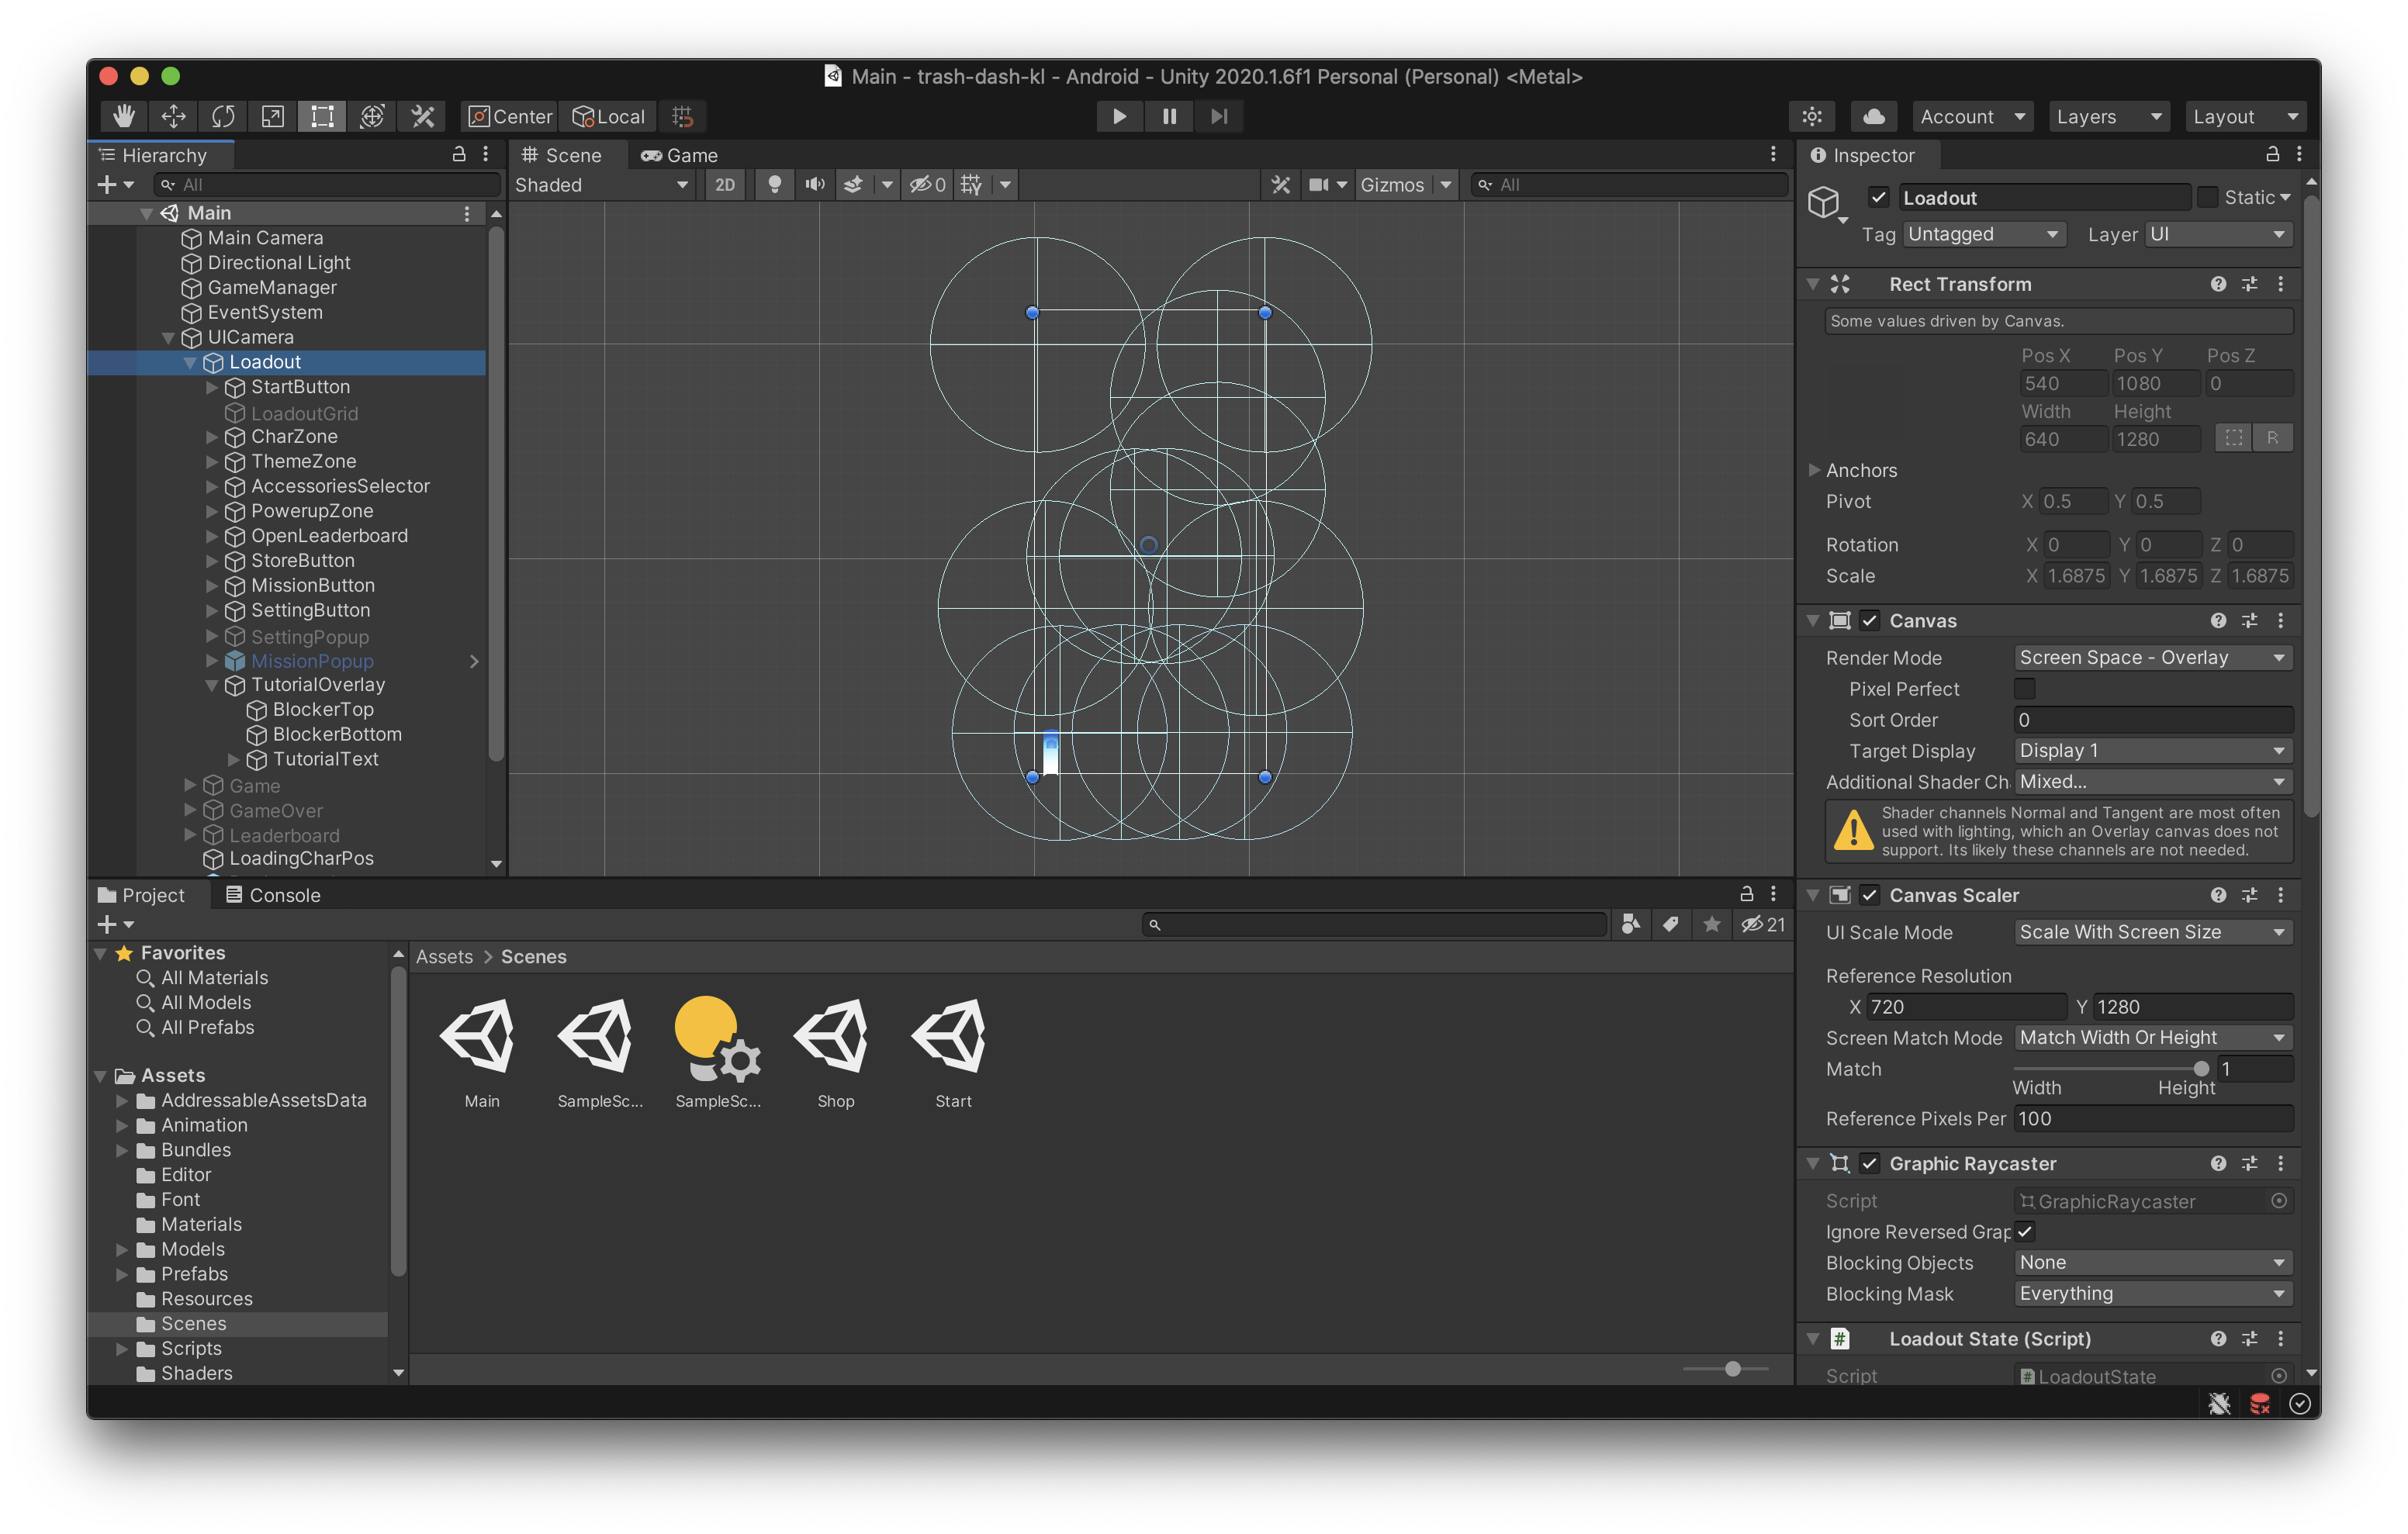 Main - trash-dash-kl - Android - Unity 2020.1.6f1 Personal (Personal) <Metal>
Center Local Account Layers Layout
Hierarchy
All
Main
Main Camera
Directional Light
GameManager
EventSystem
UICamera
Loadout
StartButton
LoadoutGrid
CharZone
ThemeZone
AccessoriesSelector
PowerupZone
OpenLeaderboard
StoreButton
MissionButton
SettingButton
SettingPopup
MissionPopup
TutorialOverlay
BlockerTop
BlockerBottom
TutorialText
Game
GameOver
Leaderboard
LoadingCharPos
Scene Game
Shaded 2D 0 Gizmos All
Inspector
Loadout Static
Tag Untagged Layer UI
Rect Transform
Some values driven by Canvas.
Pos X Pos Y Pos Z
540 1080 0
Width Height
640 1280 R
Anchors
Pivot X 0.5 Y 0.5
Rotation X 0 Y 0 Z 0
Scale X 1.6875 Y 1.6875 Z 1.6875
Canvas
Render Mode Screen Space - Overlay
Pixel Perfect
Sort Order 0
Target Display Display 1
Additional Shader Ch Mixed...
Shader channels Normal and Tangent are most often
used with lighting, which an Overlay canvas does not
support. Its likely these channels are not needed.
Canvas Scaler
UI Scale Mode Scale With Screen Size
Reference Resolution
X 720 Y 1280
Screen Match Mode Match Width Or Height
Match 1
Width Height
Reference Pixels Per 100
Graphic Raycaster
Script GraphicRaycaster
Ignore Reversed Grap
Blocking Objects None
Blocking Mask Everything
Loadout State (Script)
Script LoadoutState
Project Console
21
Favorites
All Materials
All Models
All Prefabs
Assets
AddressableAssetsData
Animation
Bundles
Editor
Font
Materials
Models
Prefabs
Resources
Scenes
Scripts
Shaders
Assets > Scenes
Main SampleSc... SampleSc... Shop Start